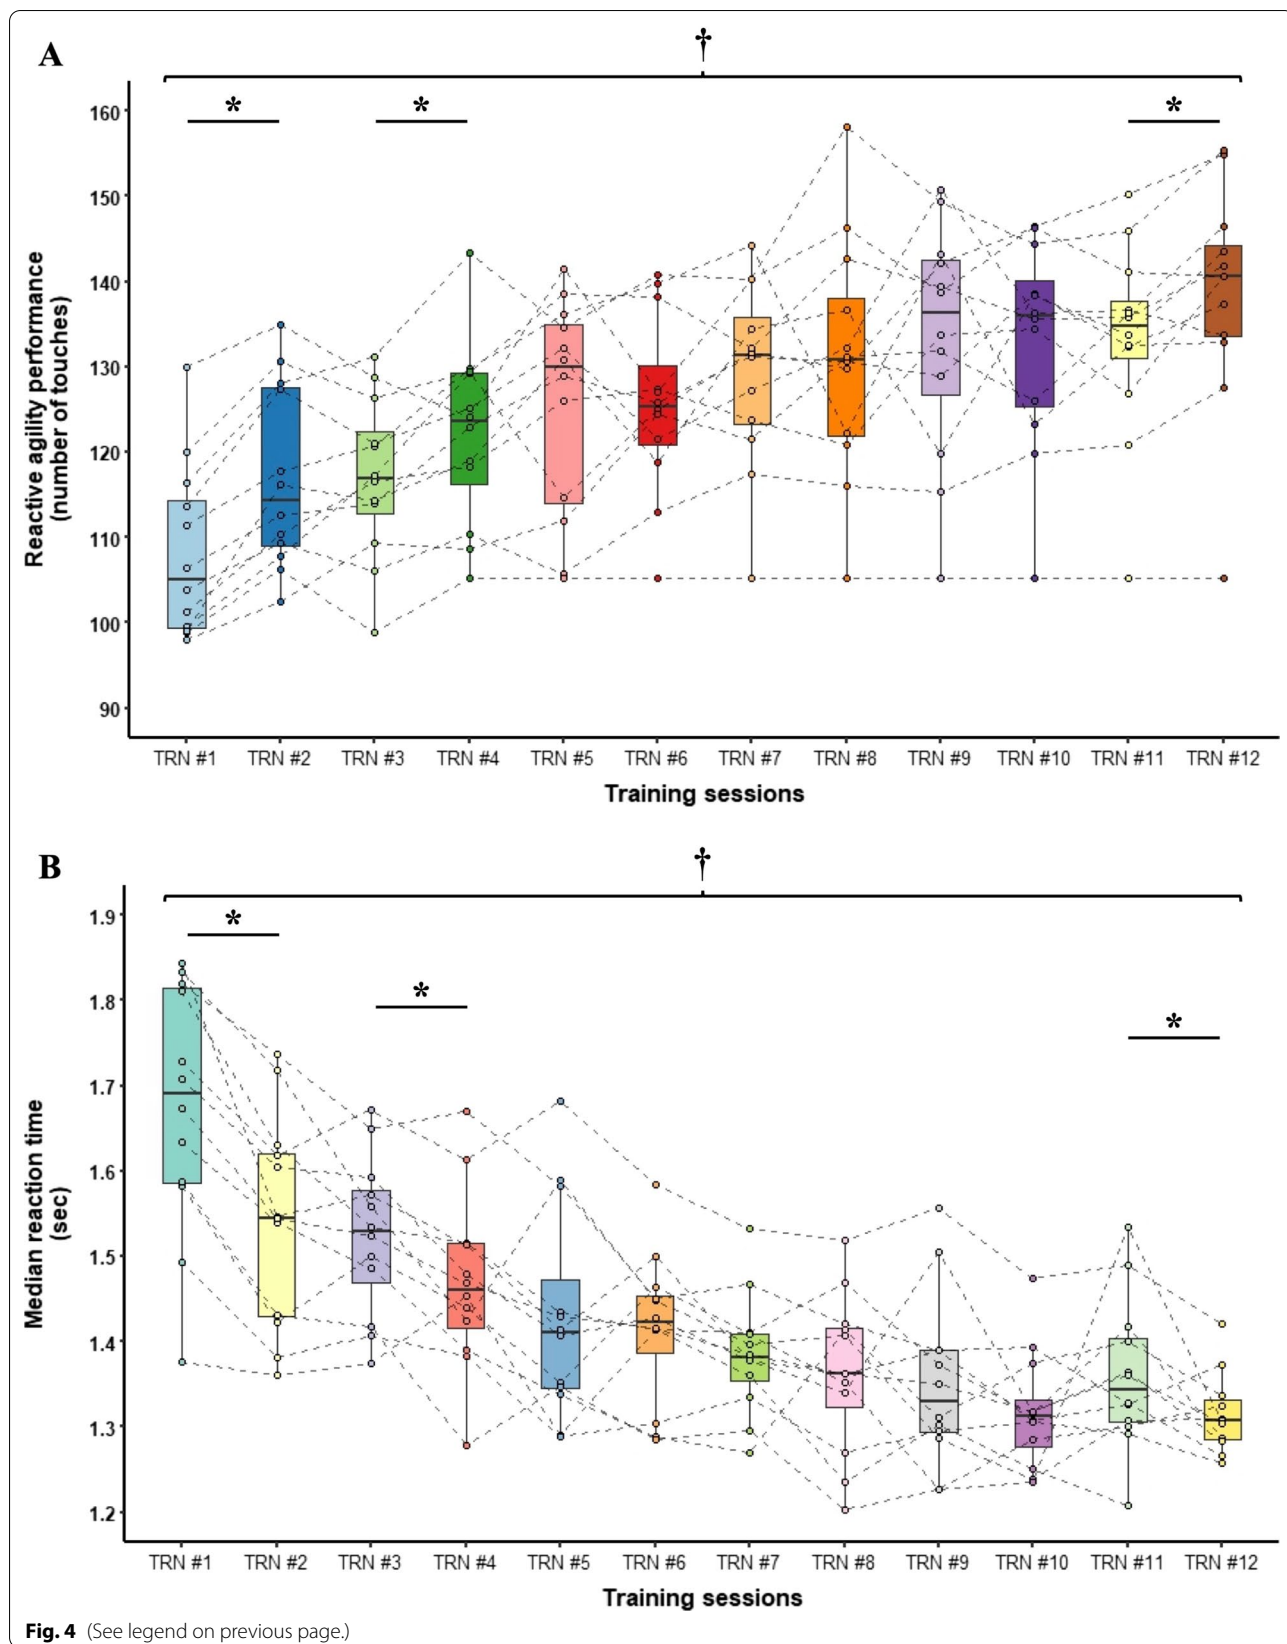 A
†
* * *
160
150
140
130
120
110
100
90
Reactive agility performance
(number of touches)
TRN #1 TRN #2 TRN #3 TRN #4 TRN #5 TRN #6 TRN #7 TRN #8 TRN #9 TRN #10 TRN #11 TRN #12
Training sessions
B
†
*
*
*
1.9
1.8
1.7
1.6
1.5
1.4
1.3
1.2
Median reaction time
(sec)
TRN #1 TRN #2 TRN #3 TRN #4 TRN #5 TRN #6 TRN #7 TRN #8 TRN #9 TRN #10 TRN #11 TRN #12
Training sessions
Fig. 4 (See legend on previous page.)